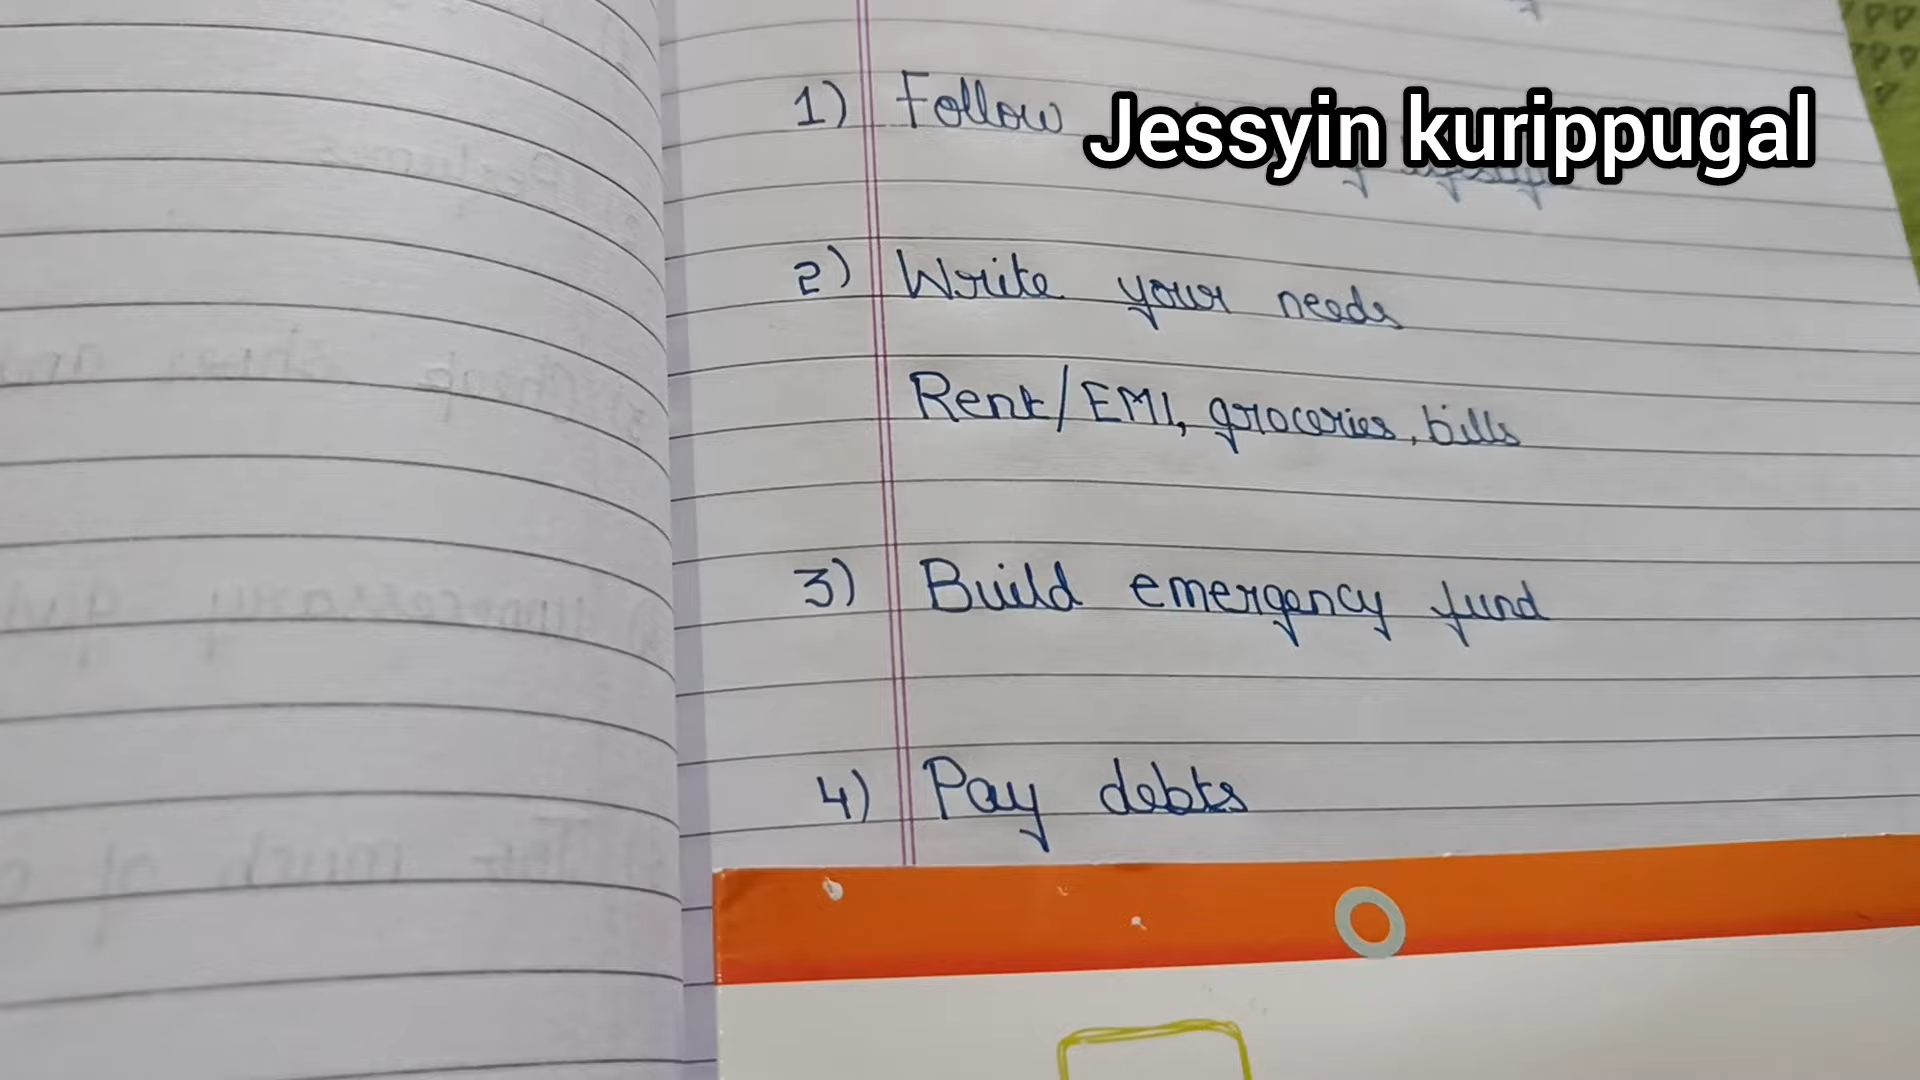 1) Follow
Jessyin kurippugal
2) Write your needs
Rent/EMI, groceries, bills
3) Build emergency fund
4) Pay debts